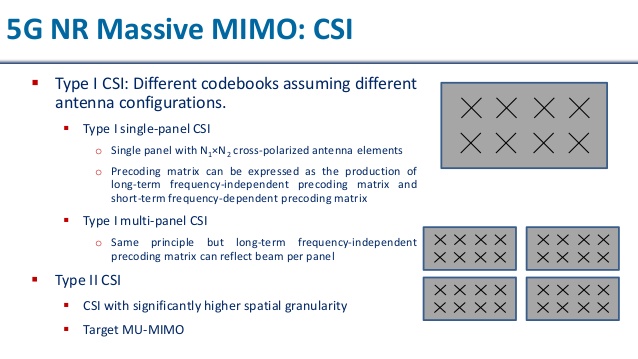 5G NR Massive MIMO: CSI
▪ Type I CSI: Different codebooks assuming different
antenna configurations.
▪ Type I single-panel CSI
o Single panel with N₁×N₂ cross-polarized antenna elements
o Precoding matrix can be expressed as the production of
long-term frequency-independent precoding matrix and
short-term frequency-dependent precoding matrix
▪ Type I multi-panel CSI
o Same principle but long-term frequency-independent
precoding matrix can reflect beam per panel
▪ Type II CSI
▪ CSI with significantly higher spatial granularity
▪ Target MU-MIMO